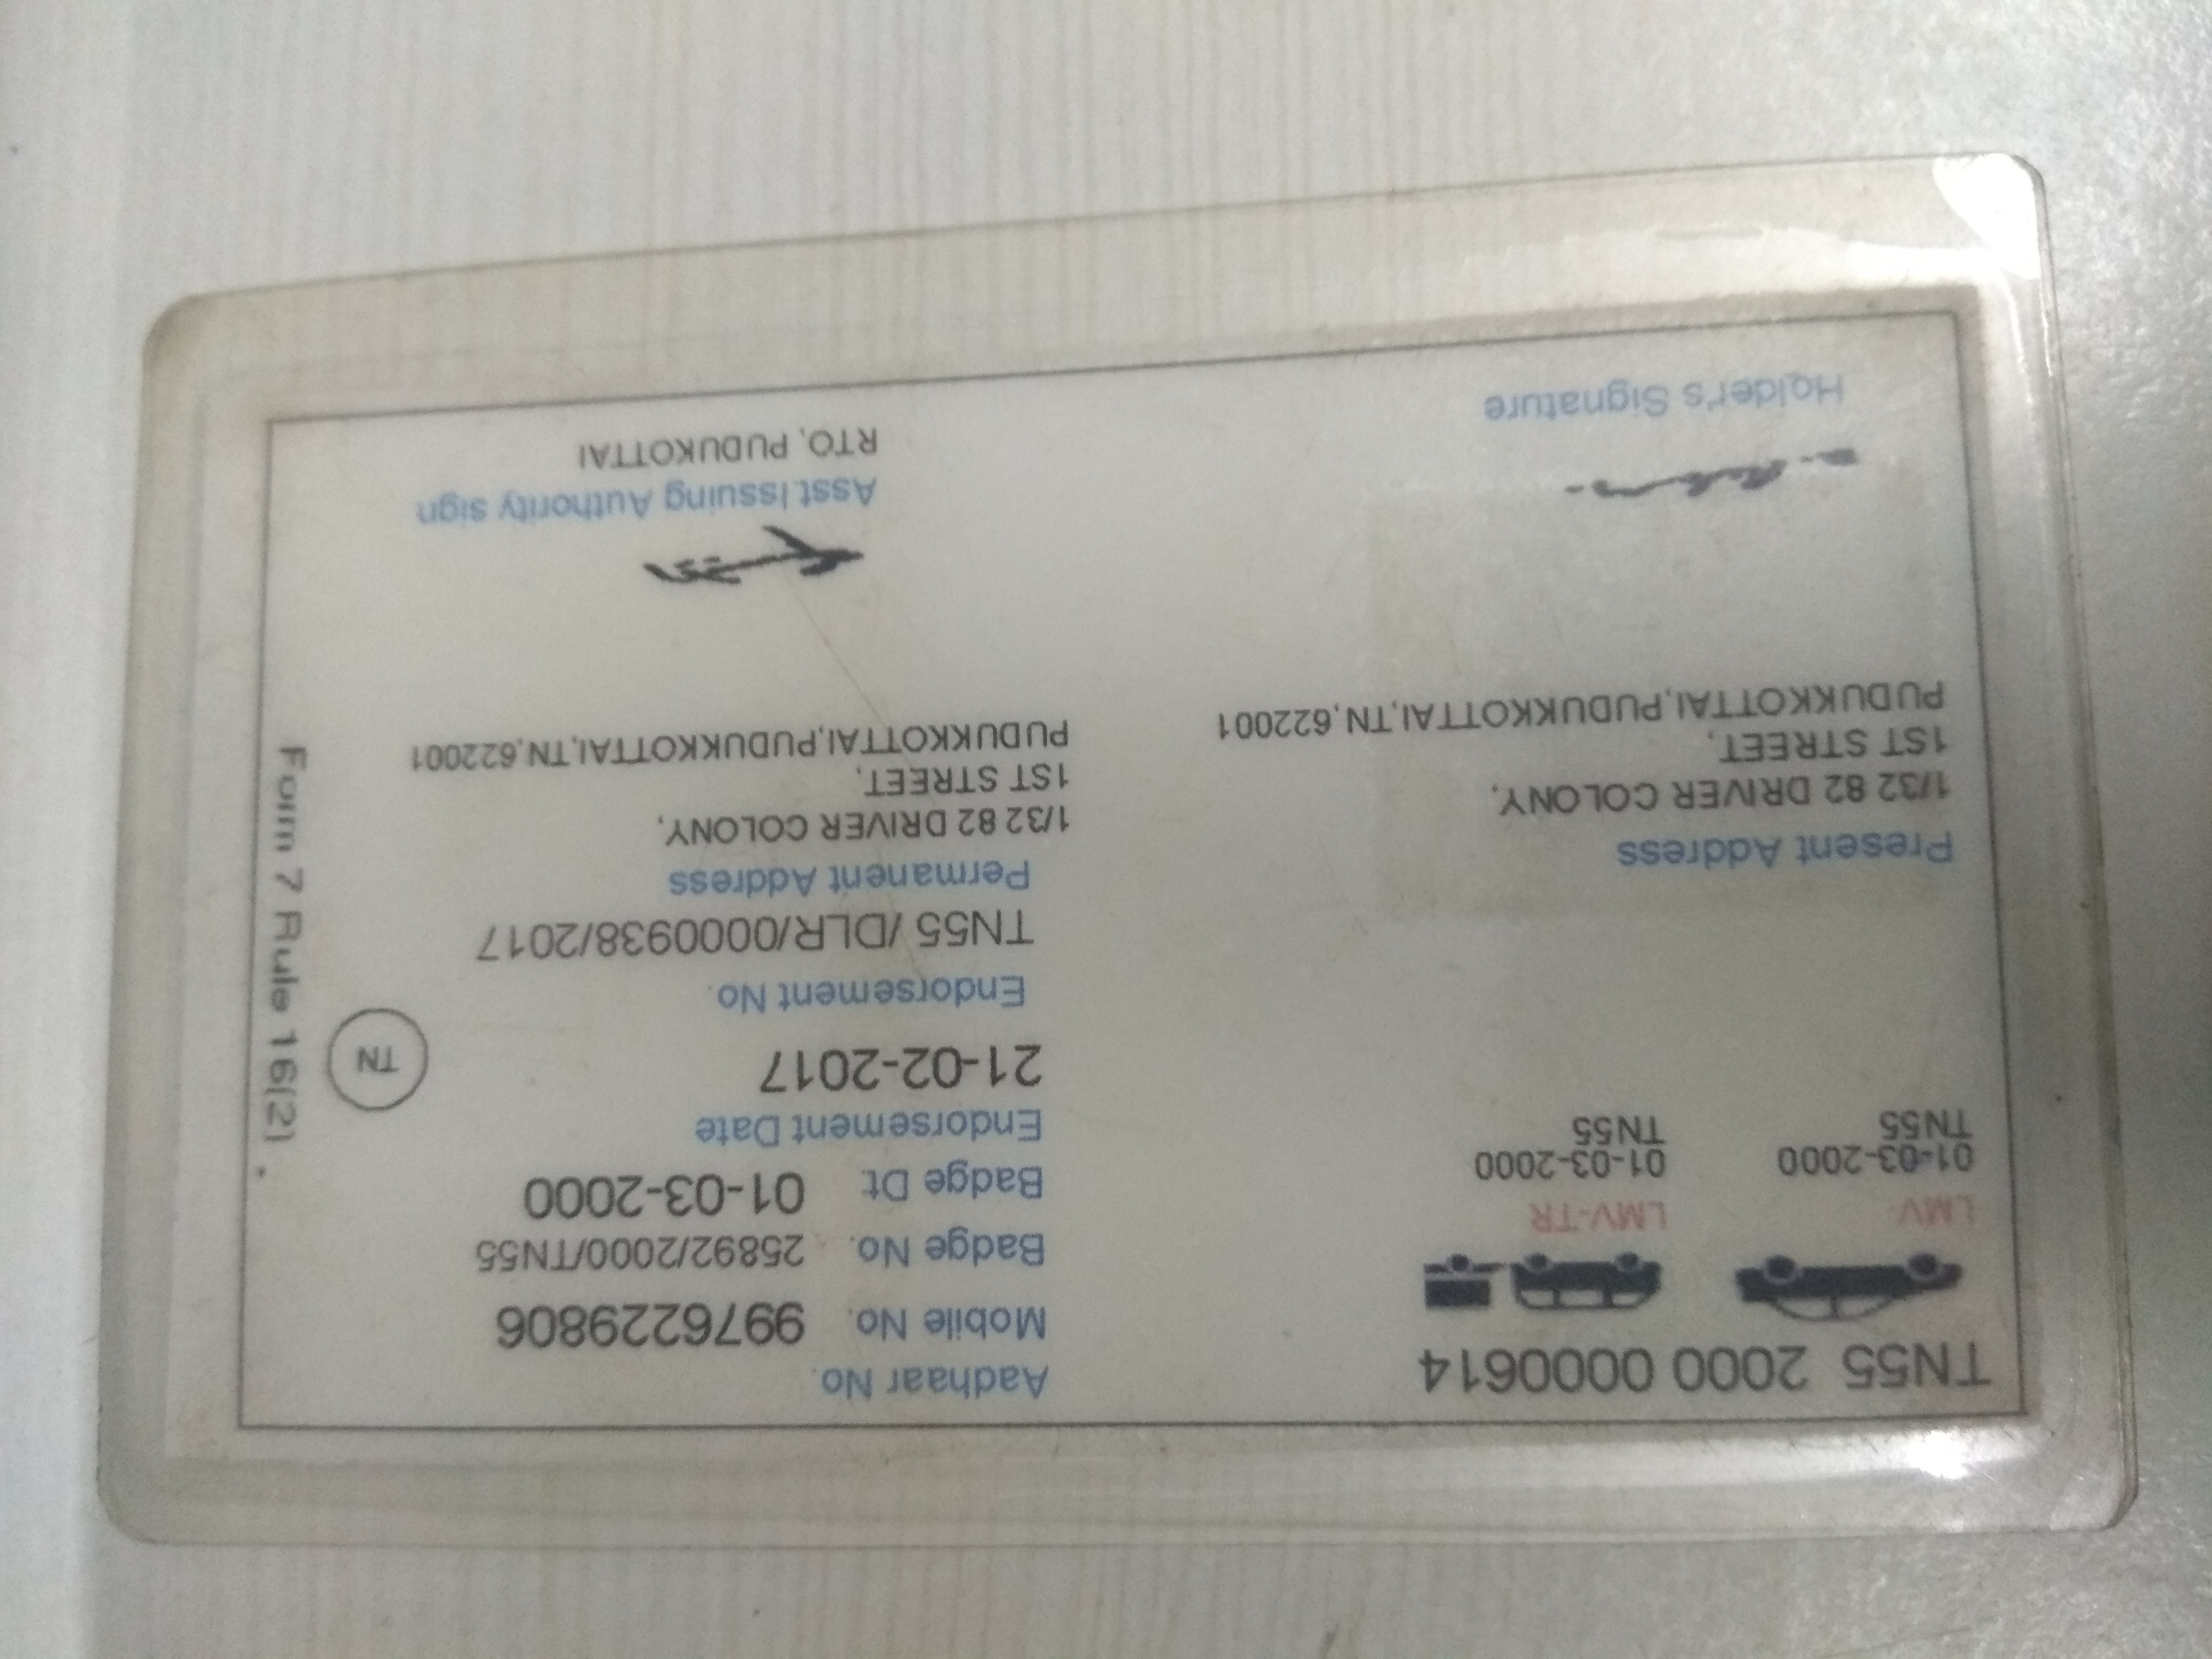 TN55 2000 0000614
LMV
01-03-2000
TN55
LMV-TR
01-03-2000
TN55
Present Address
1/32 82 DRIVER COLONY,
1ST STREET,
PUDUKKOTTAI,PUDUKKOTTAI,TN,622001
Holder's Signature
Aadhaar No.
Mobile No. 9976229806
Badge No. 25892/2000/TN55
Badge Dt. 01-03-2000
Endorsement Date
21-02-2017
Endorsement No.
TN55 /DLR/0000938/2017
Permanent Address
1/32 82 DRIVER COLONY,
1ST STREET,
PUDUKKOTTAI,PUDUKKOTTAI,TN,622001
Asst.Issuing Authority sign
RTO, PUDUKOTTAI
TN
Form 7 Rule 16(2)